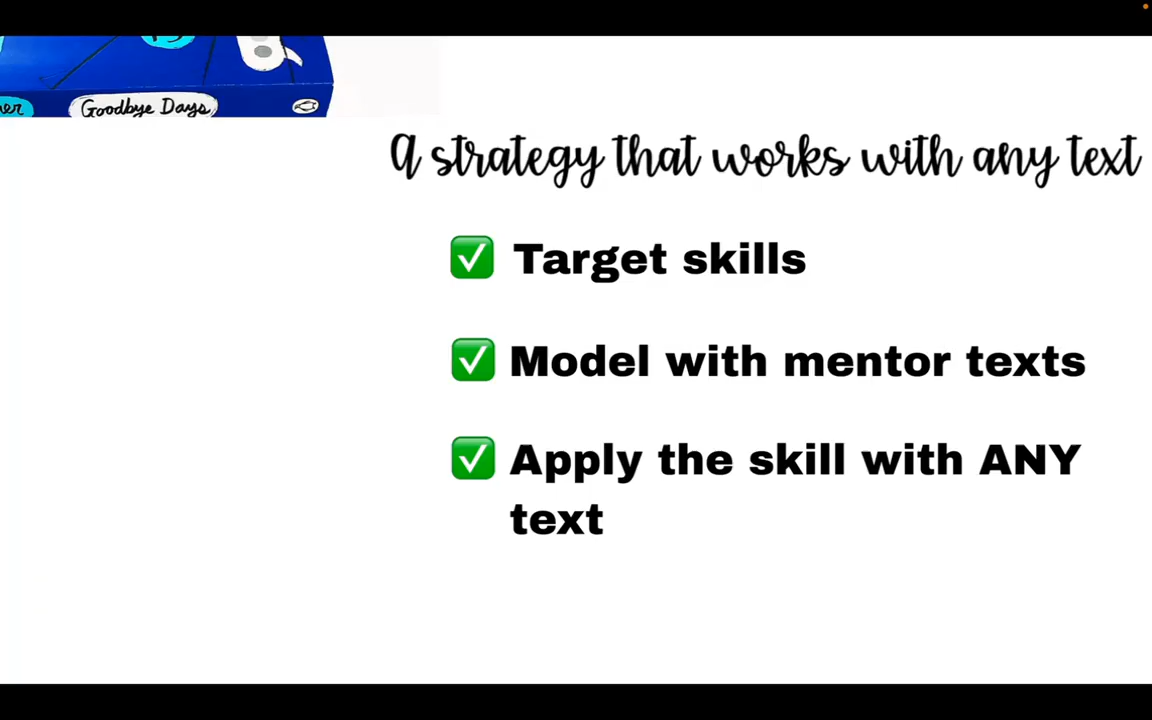 Goodbye Days
A strategy that works with any text
✅ Target skills
✅ Model with mentor texts
✅ Apply the skill with ANY
text